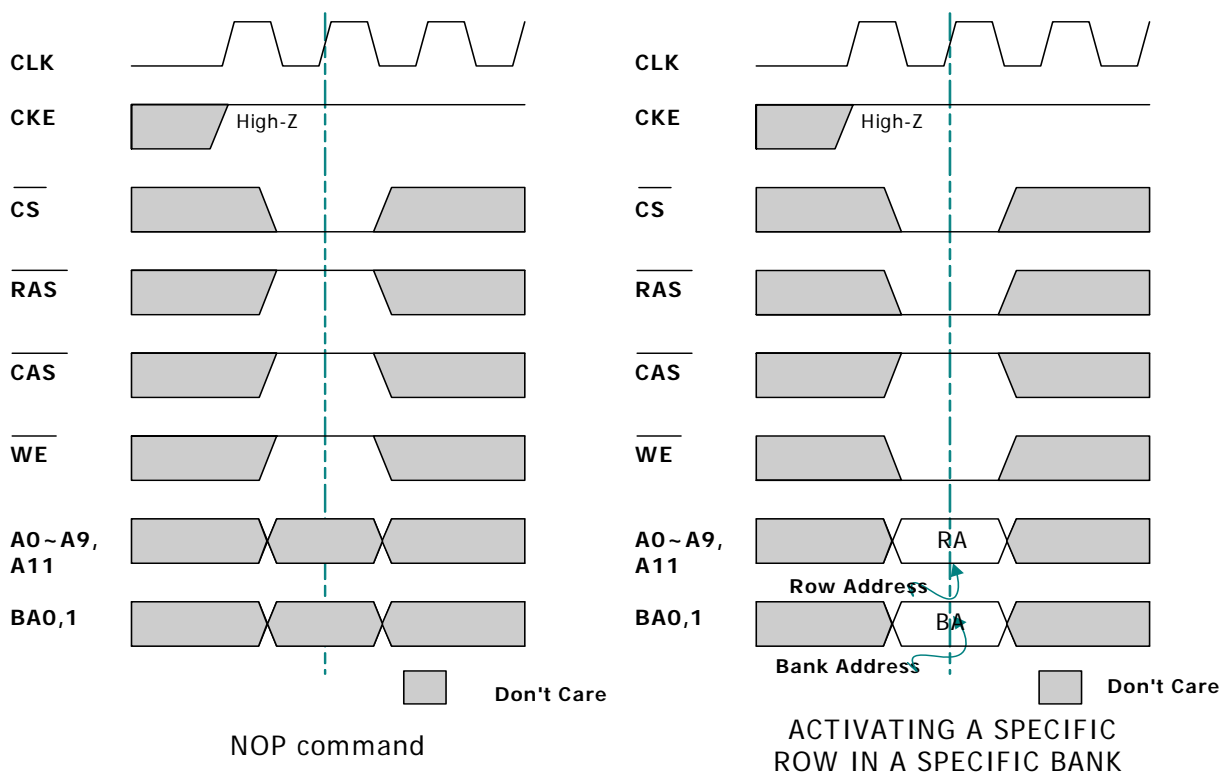 CLK
CKE
High-Z
CS
RAS
CAS
WE
A0~A9,
A11
BA0,1
Don't Care
NOP command
CLK
CKE
High-Z
CS
RAS
CAS
WE
A0~A9,
A11
RA
Row Address
BA0,1
BA
Bank Address
Don't Care
ACTIVATING A SPECIFIC
ROW IN A SPECIFIC BANK